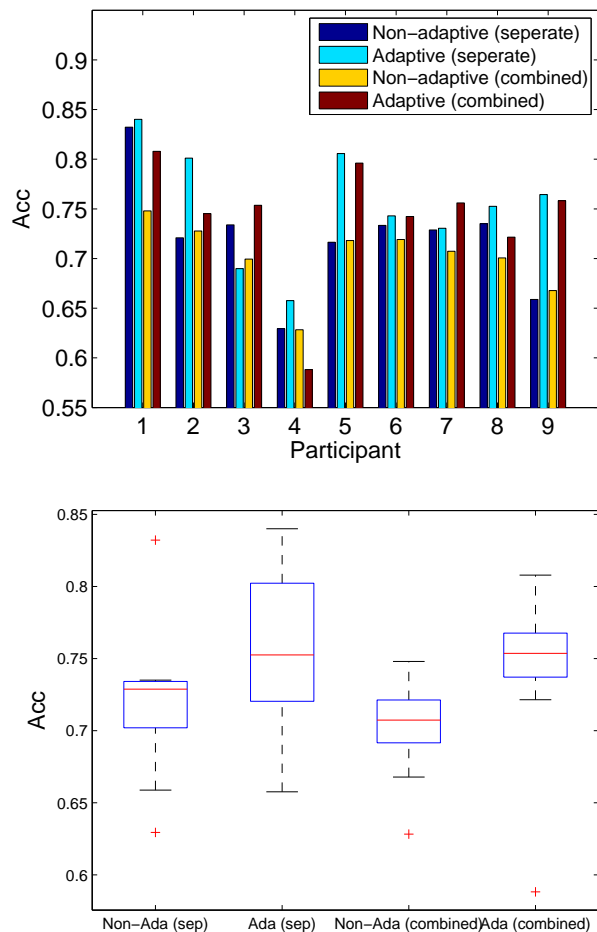 Non-adaptive (seperate)
Adaptive (seperate)
Non-adaptive (combined)
Adaptive (combined)
0.9
0.85
0.8
0.75
0.7
0.65
0.6
0.55
Acc
1 2 3 4 5 6 7 8 9
Participant
0.85
0.8
0.75
0.7
0.65
0.6
Acc
Non-Ada (sep) Ada (sep) Non-Ada (combined) Ada (combined)